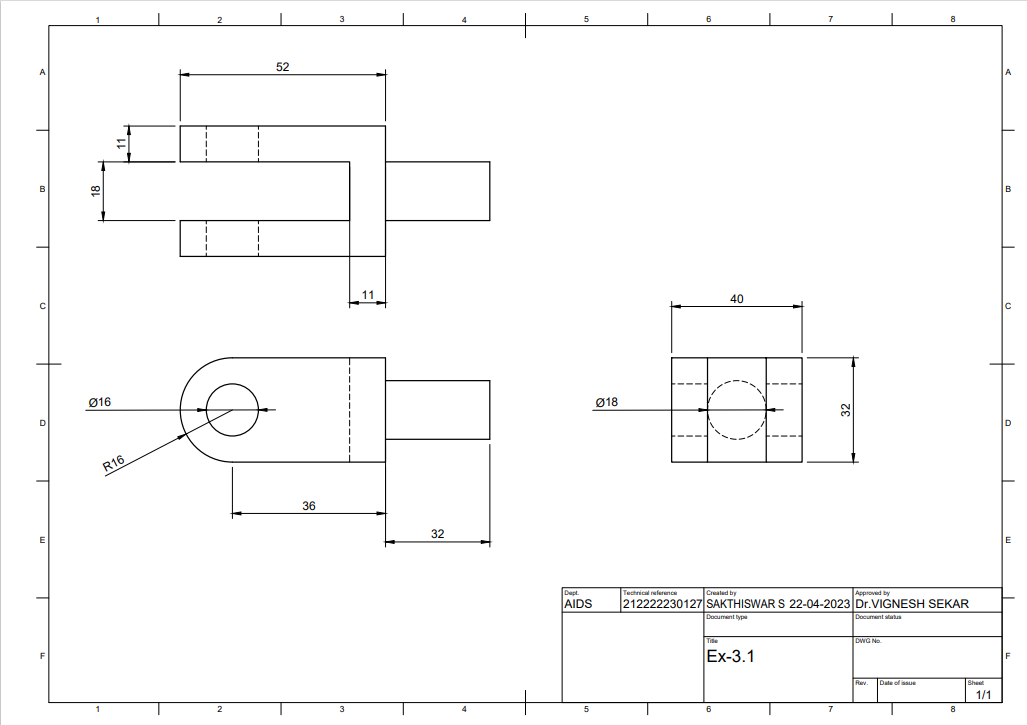 1 2 3 4 5 6 7 8
A A
52
11
B 18 B
C 11 40 C
Ø16 Ø18
D 32 D
R16
36
E 32 E
Dept. Technical reference Created by Approved by
AIDS 212222230127 SAKTHISWAR S 22-04-2023 Dr.VIGNESH SEKAR
Document type Document status
Title DWG No.
F Ex-3.1 F
Rev. Date of issue Sheet
1/1
1 2 3 4 5 6 7 8